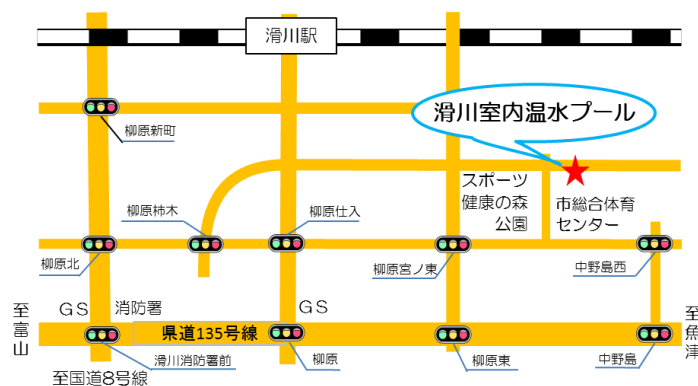 滑川駅
滑川室内温水プール
柳原新町
スポーツ
健康の森
公園
市総合体育
センター
柳原柿木
柳原仕入
柳原北
柳原宮ノ東
中野島西
至富山
GS
消防署
GS
至魚津
県道135号線
滑川消防署前
柳原
柳原東
中野島
至国道8号線